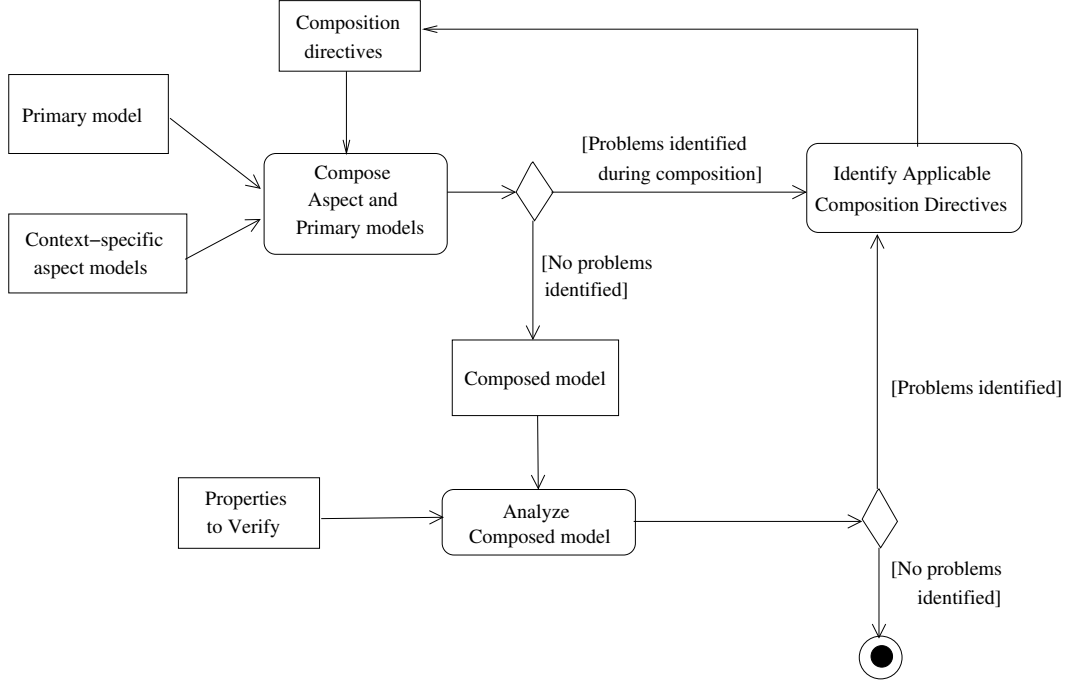 Composition
directives
Primary model
Context−specific
aspect models
Compose
Aspect and
Primary models
[Problems identified
during composition]
Identify Applicable
Composition Directives
[No problems
identified]
Composed model
[Problems identified]
Properties
to Verify
Analyze
Composed model
[No problems
identified]